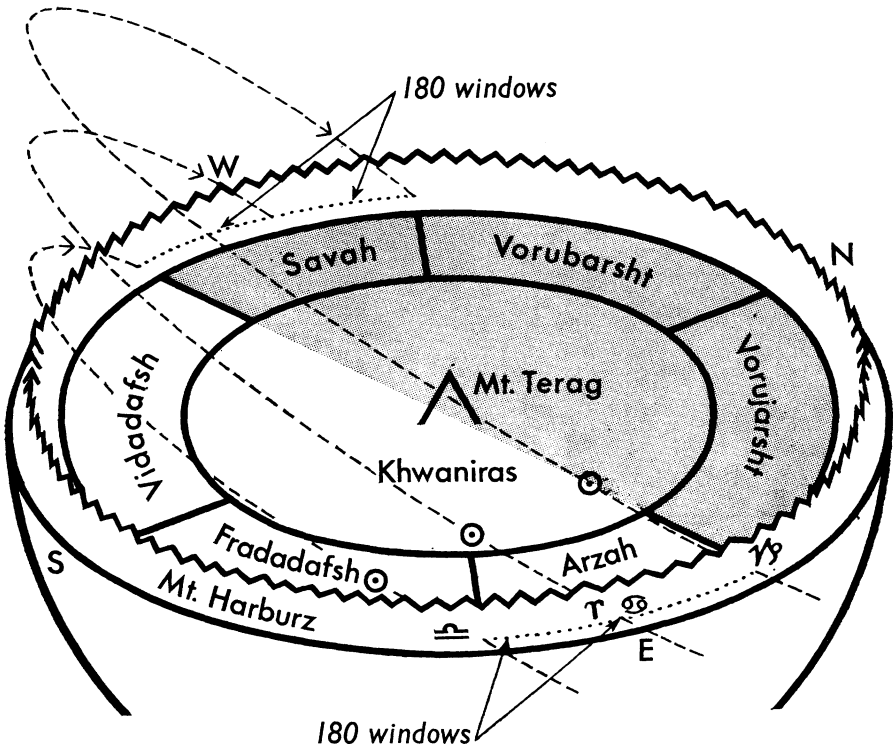 180 windows
W
N
Savah
Vorubarsht
Vorujarsht
Mt. Terag
Vidadafsh
Khwaniras
☉
☉
Fradadafsh ☉
Arzah
S
Mt. Harburz
♎
♈
♋
♑
E
180 windows